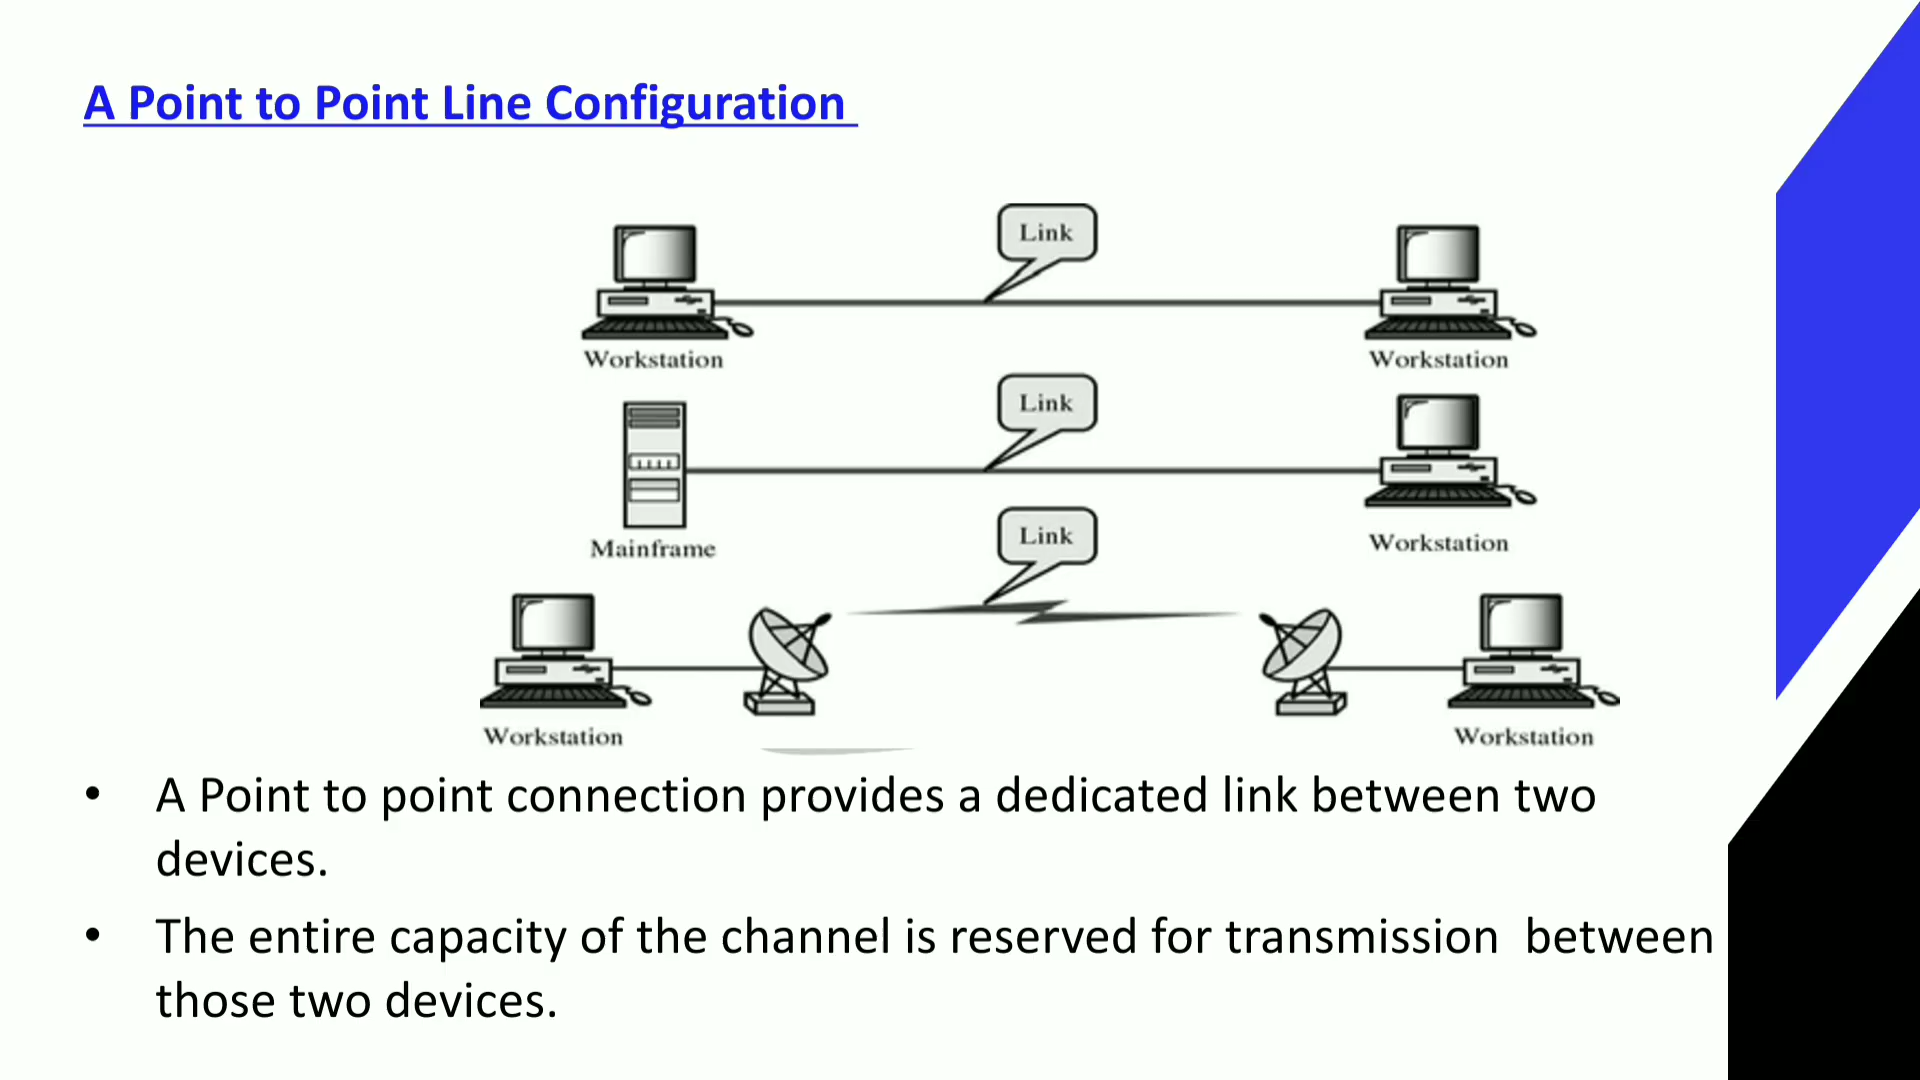 A Point to Point Line Configuration
Link
Workstation
Workstation
Link
Mainframe
Workstation
Link
Workstation
Workstation
• A Point to point connection provides a dedicated link between two
devices.
• The entire capacity of the channel is reserved for transmission  between
those two devices.